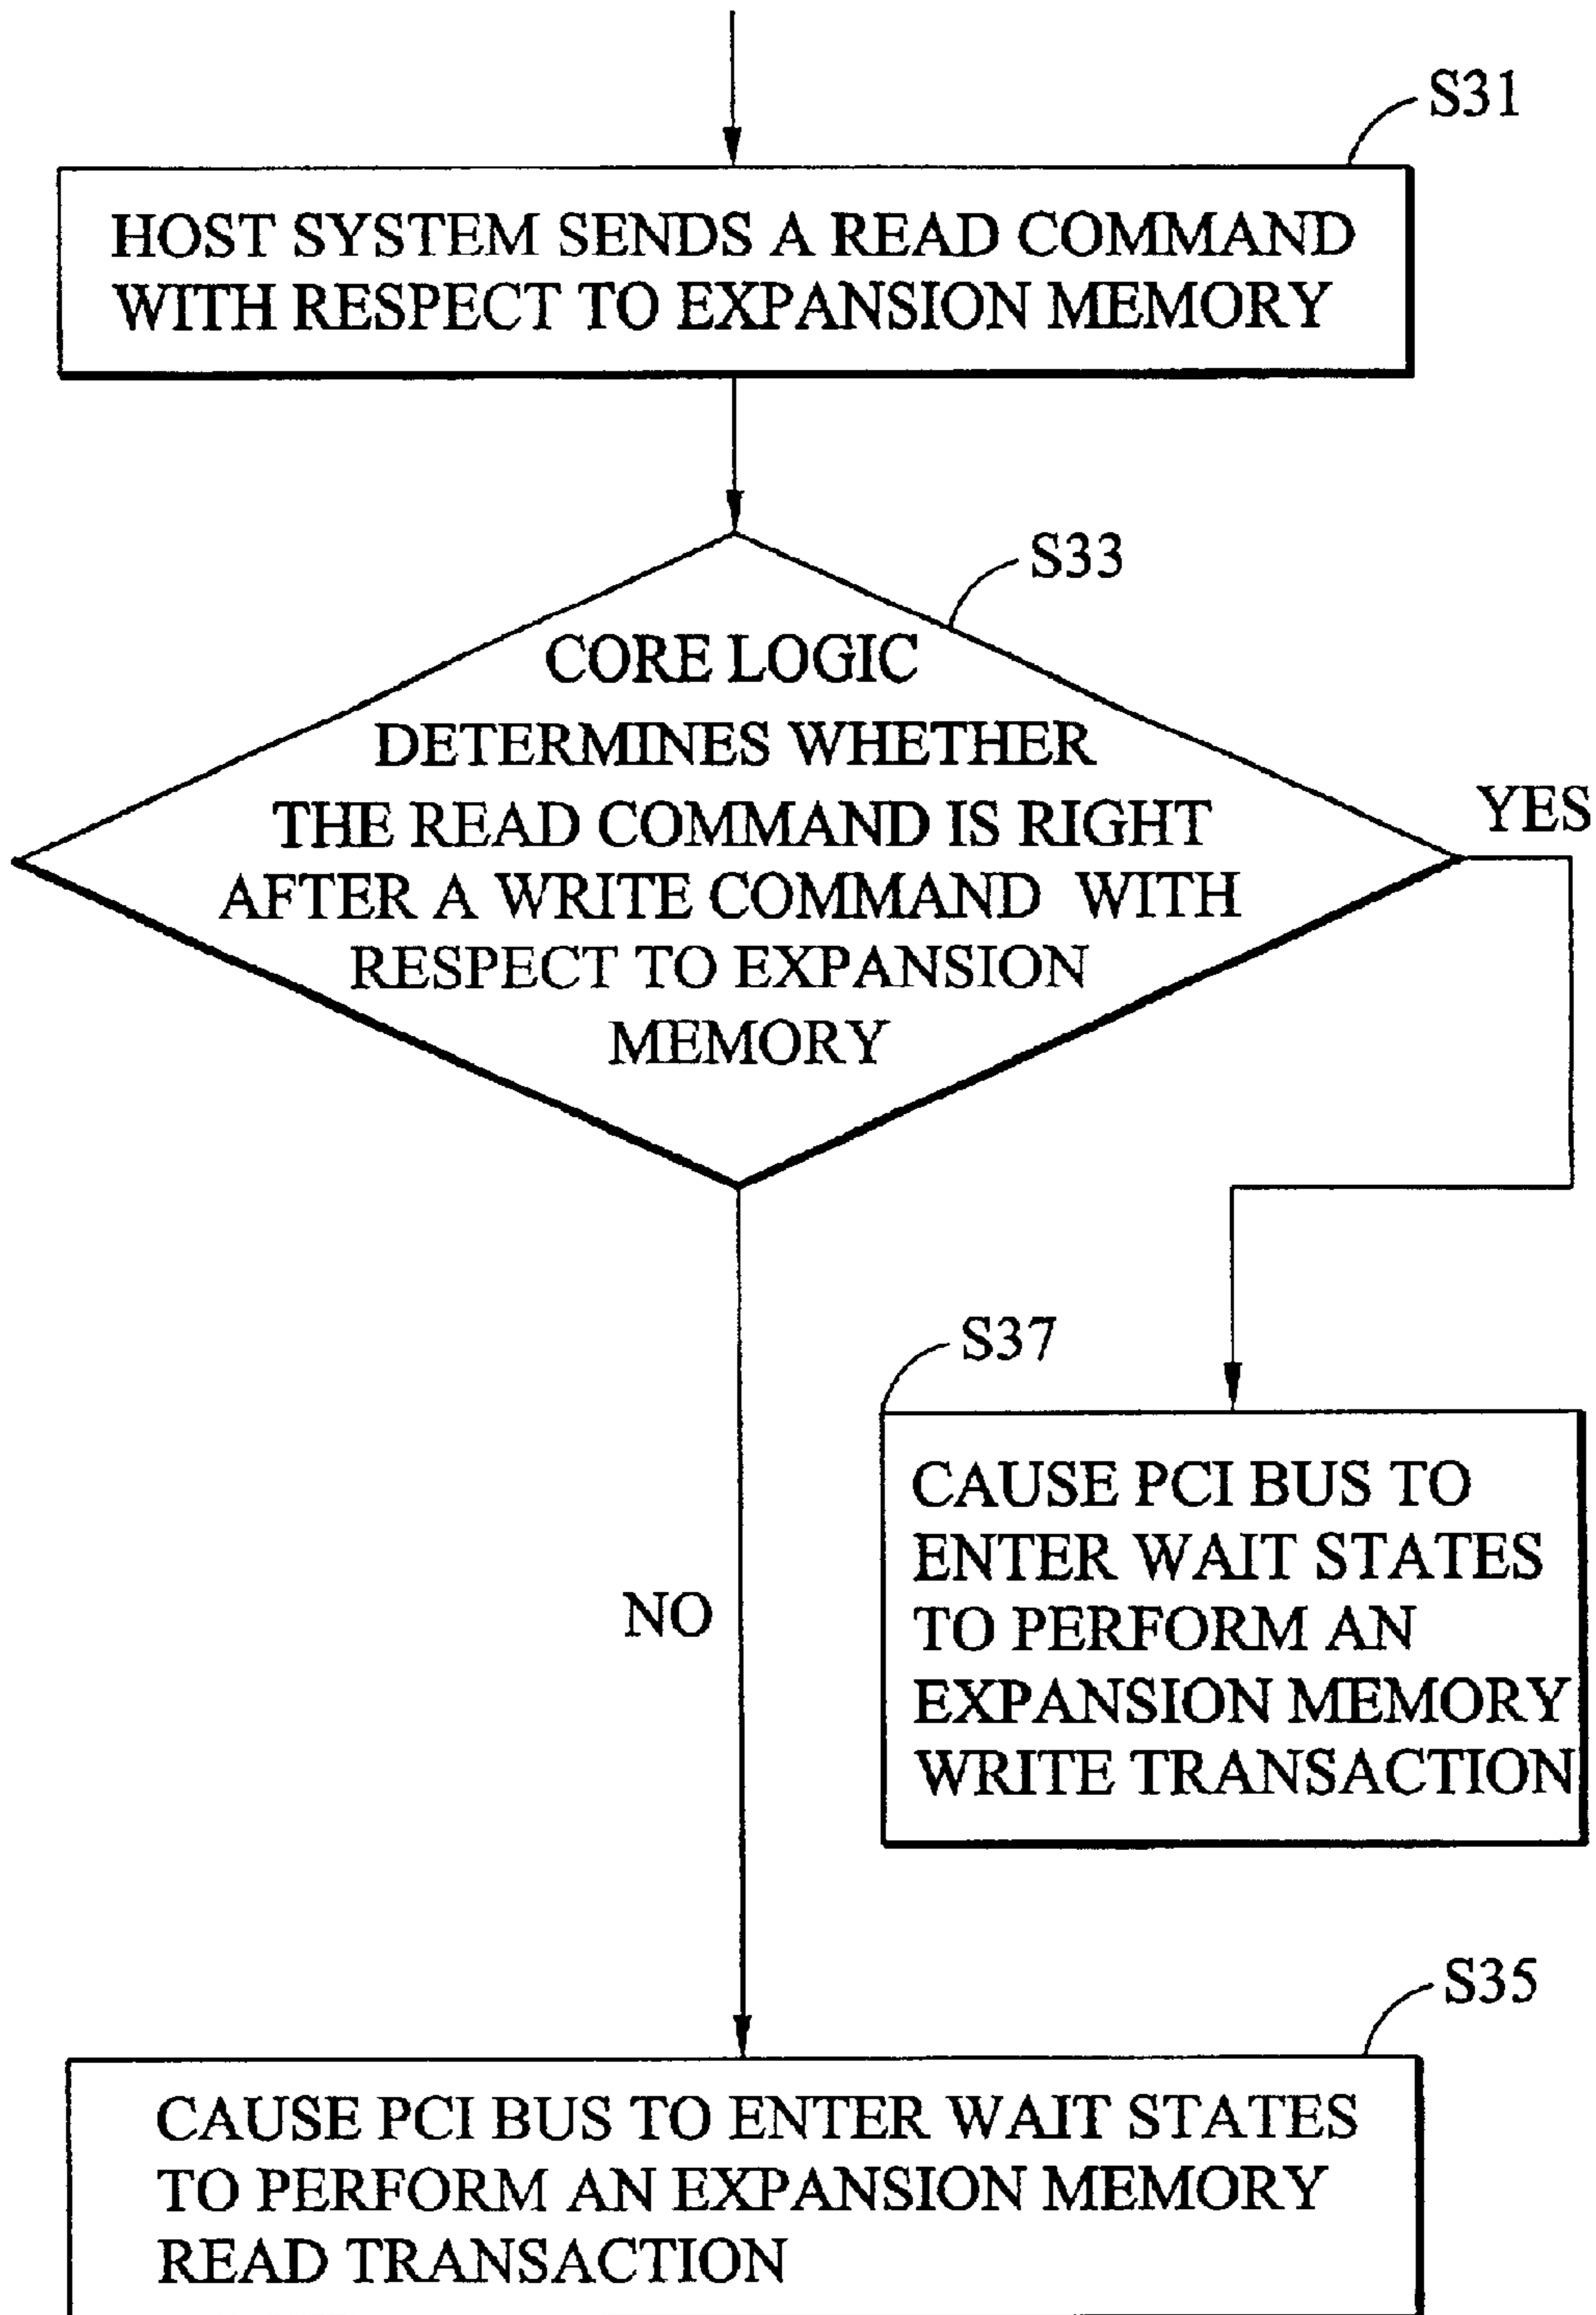 S31
HOST SYSTEM SENDS A READ COMMAND
WITH RESPECT TO EXPANSION MEMORY
S33
CORE LOGIC
DETERMINES WHETHER
THE READ COMMAND IS RIGHT
AFTER A WRITE COMMAND WITH
RESPECT TO EXPANSION
MEMORY
YES
S37
CAUSE PCI BUS TO
ENTER WAIT STATES
TO PERFORM AN
EXPANSION MEMORY
WRITE TRANSACTION
NO
S35
CAUSE PCI BUS TO ENTER WAIT STATES
TO PERFORM AN EXPANSION MEMORY
READ TRANSACTION